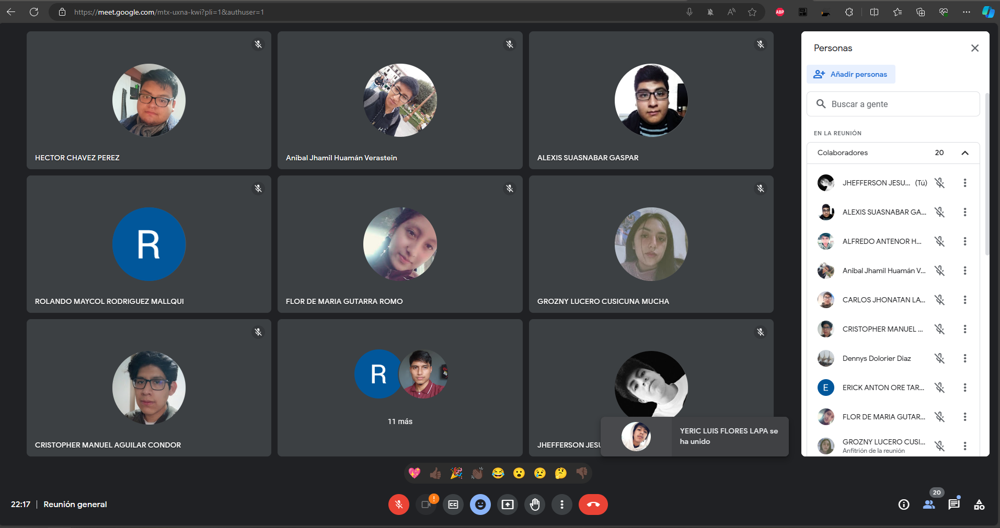 https://meet.google.com/mtx-uxna-kwi?pli=1&authuser=1
ABP
HECTOR CHAVEZ PEREZ
Anibal Jhamil Huamán Verastein
ALEXIS SUASNABAR GASPAR
R
ROLANDO MAYCOL RODRIGUEZ MALLQUI
FLOR DE MARIA GUTARRA ROMO
GROZNY LUCERO CUSICUNA MUCHA
CRISTOPHER MANUEL AGUILAR CONDOR
R
11 más
JHEFFERSON JESU
YERIC LUIS FLORES LAPA se
ha unido
Personas
Añadir personas
Buscar a gente
EN LA REUNIÓN
Colaboradores 20
JHEFFERSON JESU... (Tú)
ALEXIS SUASNABAR GA...
ALFREDO ANTENOR H...
Anibal Jhamil Huamán V...
CARLOS JHONATAN LA...
CRISTOPHER MANUEL ...
Dennys Dolorier Diaz
E
ERICK ANTON ORE TAR...
FLOR DE MARIA GUTAR...
GROZNY LUCERO CUSI...
Anfitrión de la reunión
22:17 | Reunión general
CC
!
20